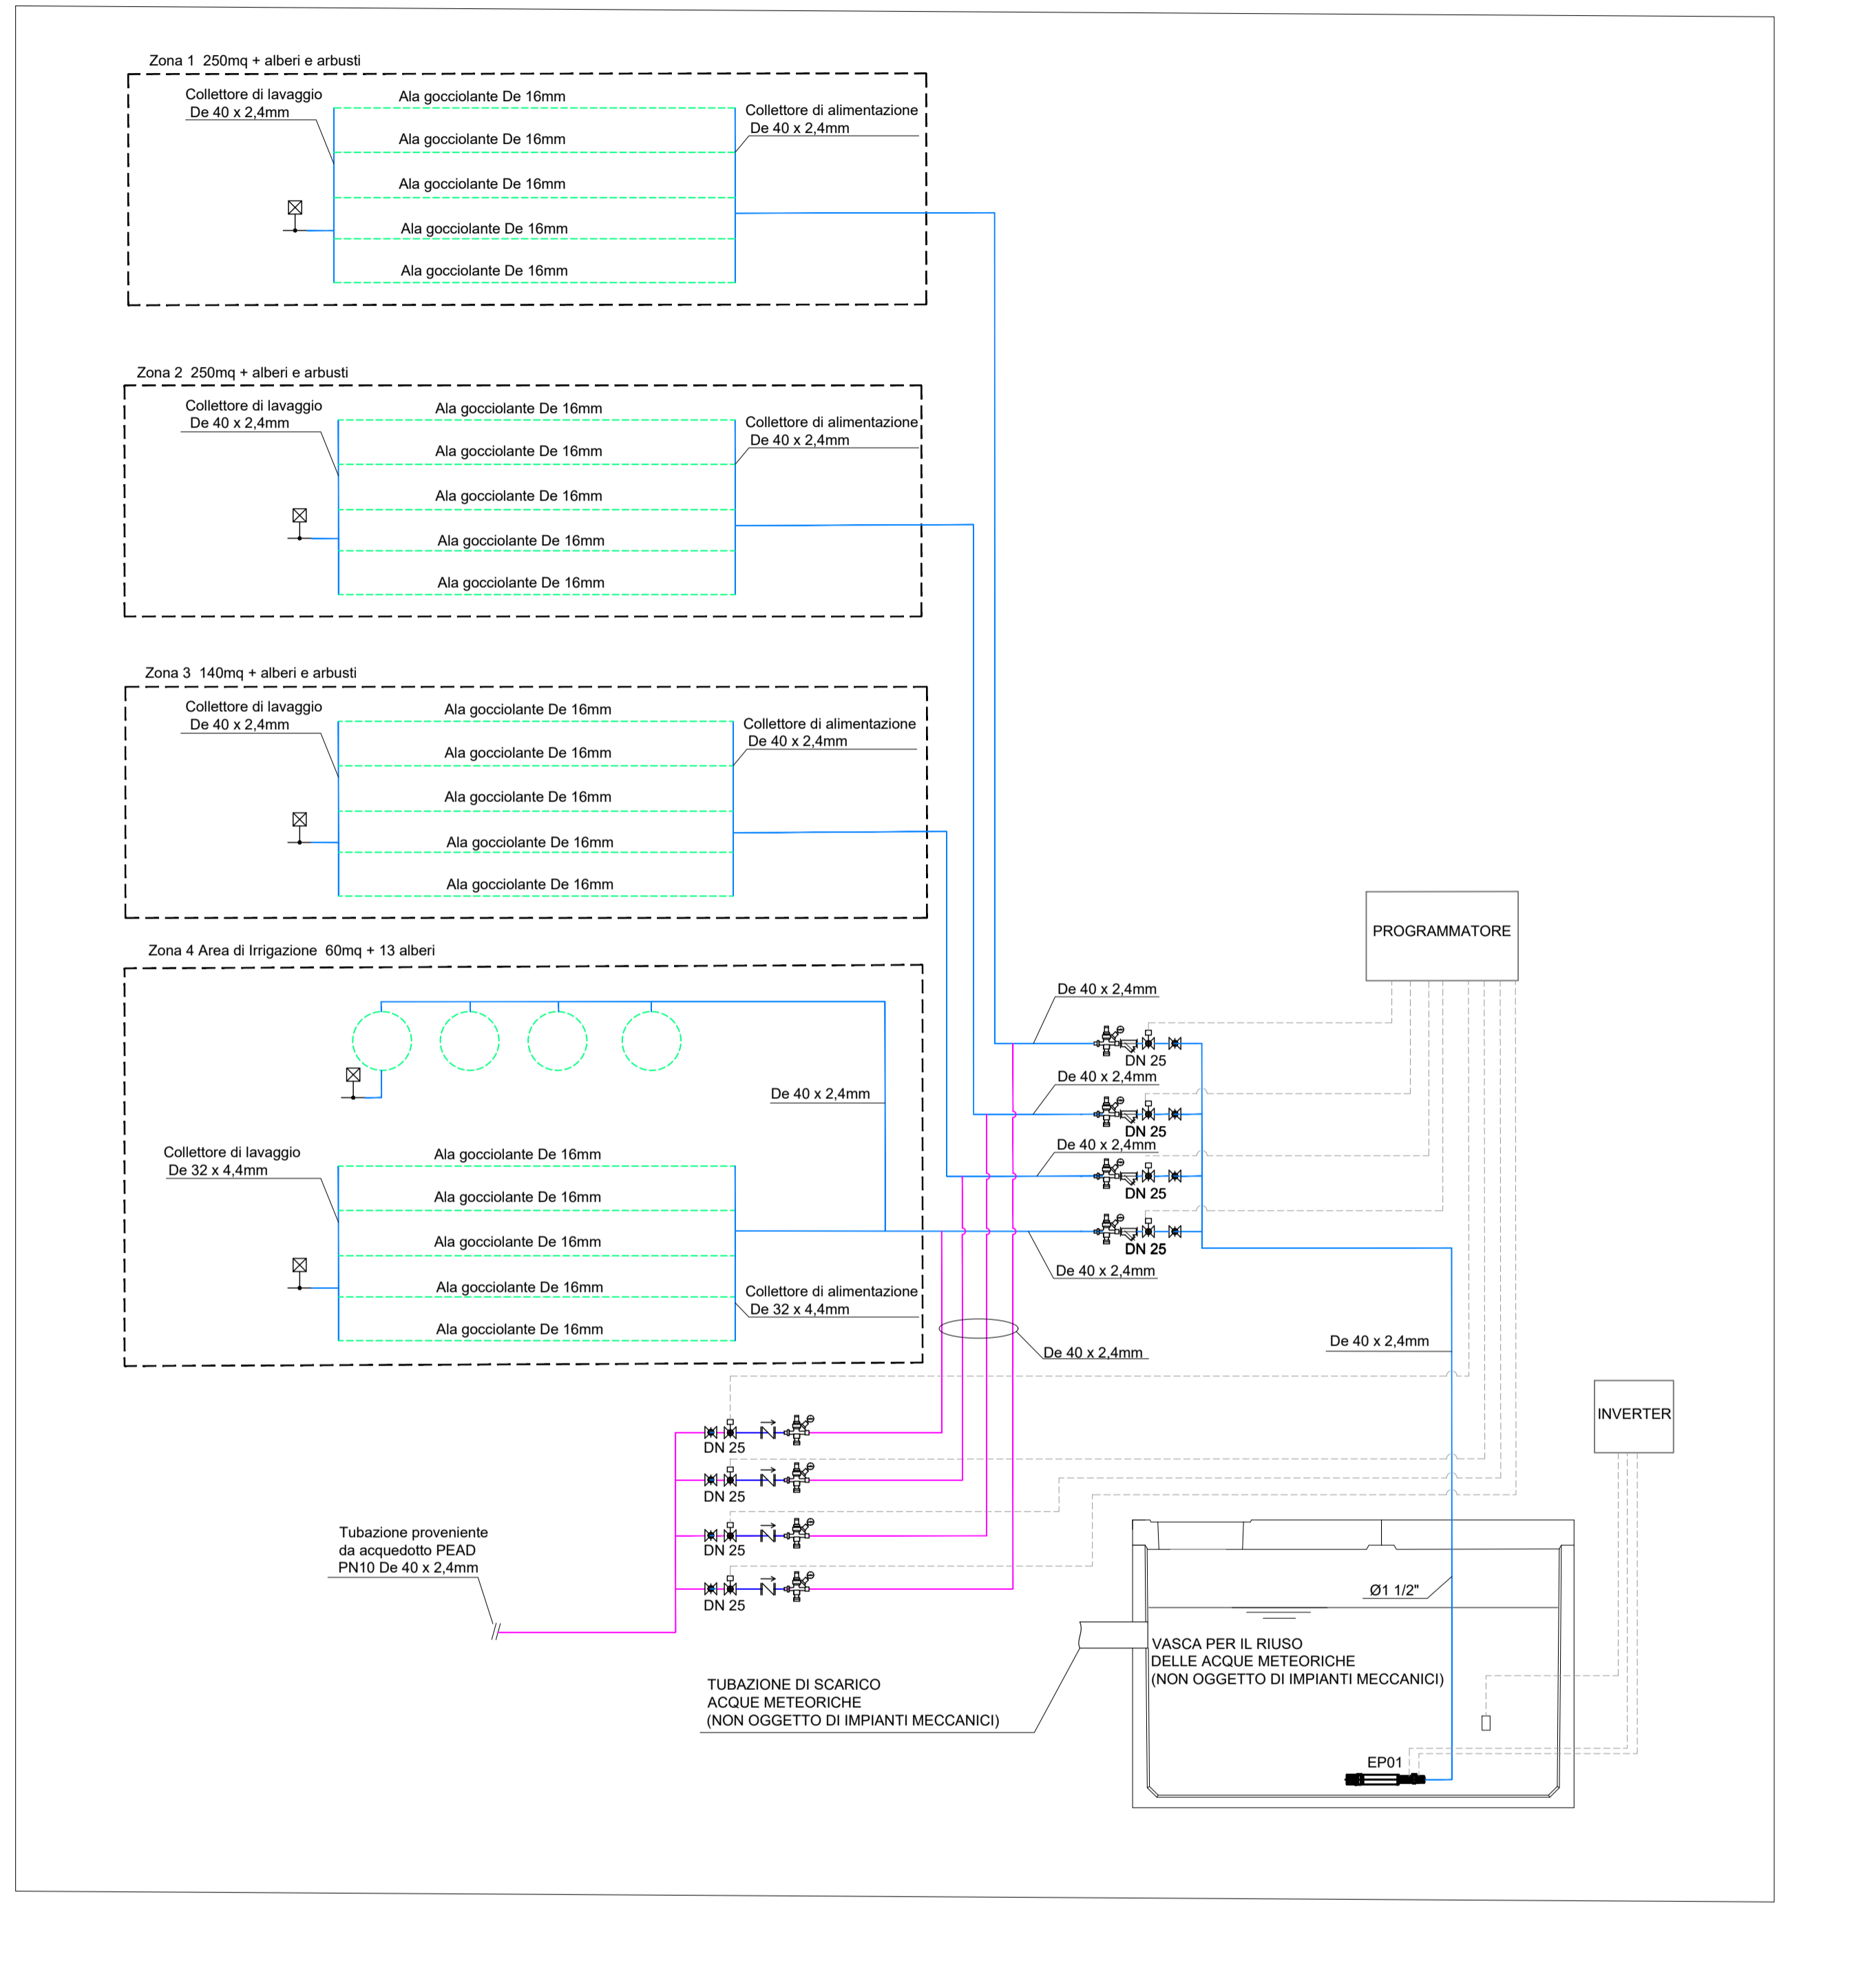 Zona 1  250mq + alberi e arbusti
Collettore di lavaggio
De 40 x 2,4mm
Ala gocciolante De 16mm
Collettore di alimentazione
De 40 x 2,4mm
Ala gocciolante De 16mm
Ala gocciolante De 16mm
Ala gocciolante De 16mm
Ala gocciolante De 16mm
Zona 2  250mq + alberi e arbusti
Collettore di lavaggio
De 40 x 2,4mm
Ala gocciolante De 16mm
Collettore di alimentazione
De 40 x 2,4mm
Ala gocciolante De 16mm
Ala gocciolante De 16mm
Ala gocciolante De 16mm
Ala gocciolante De 16mm
Zona 3  140mq + alberi e arbusti
Collettore di lavaggio
De 40 x 2,4mm
Ala gocciolante De 16mm
Collettore di alimentazione
De 40 x 2,4mm
Ala gocciolante De 16mm
Ala gocciolante De 16mm
Ala gocciolante De 16mm
Ala gocciolante De 16mm
Zona 4 Area di Irrigazione  60mq + 13 alberi
De 40 x 2,4mm
Collettore di lavaggio
De 32 x 4,4mm
Ala gocciolante De 16mm
Ala gocciolante De 16mm
Ala gocciolante De 16mm
Ala gocciolante De 16mm
Ala gocciolante De 16mm
Collettore di alimentazione
De 32 x 4,4mm
PROGRAMMATORE
De 40 x 2,4mm
DN 25
De 40 x 2,4mm
DN 25
De 40 x 2,4mm
DN 25
DN 25
De 40 x 2,4mm
De 40 x 2,4mm
De 40 x 2,4mm
INVERTER
DN 25
DN 25
DN 25
DN 25
Tubazione proveniente
da acquedotto PEAD
PN10 De 40 x 2,4mm
Ø1 1/2"
VASCA PER IL RIUSO
DELLE ACQUE METEORICHE
(NON OGGETTO DI IMPIANTI MECCANICI)
TUBAZIONE DI SCARICO
ACQUE METEORICHE
(NON OGGETTO DI IMPIANTI MECCANICI)
EP01